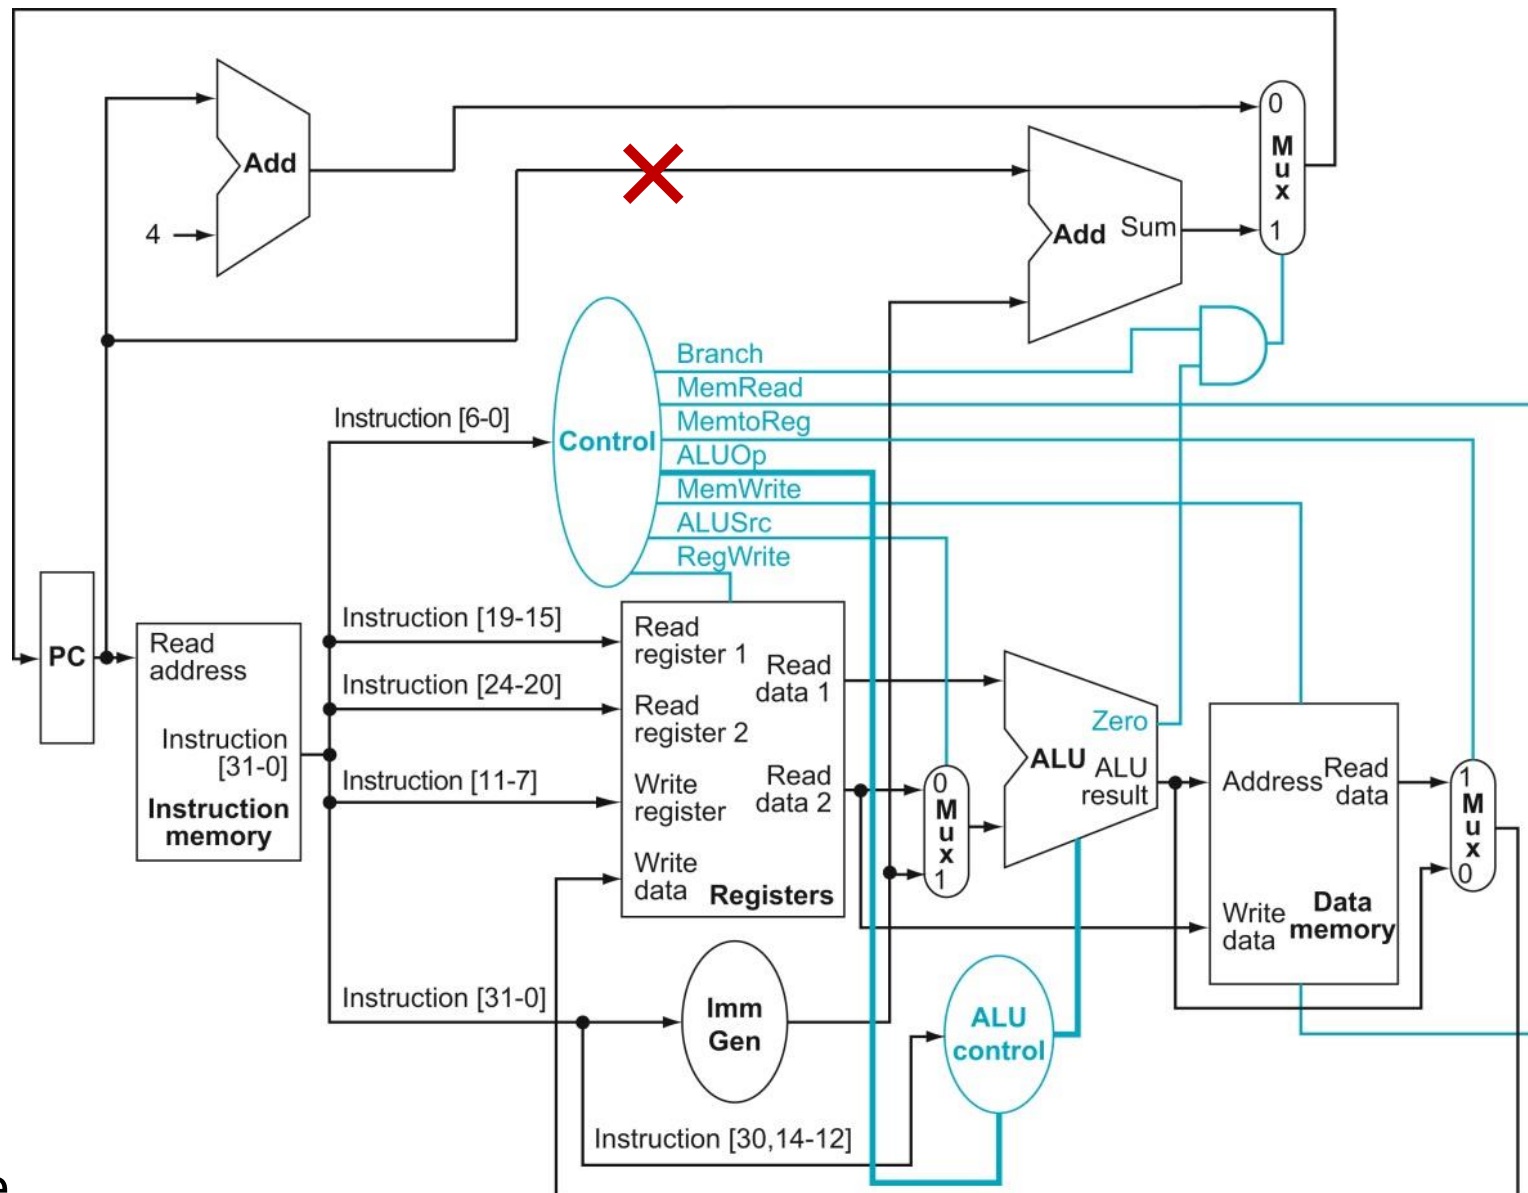 0
M
u
x
1
Add
4
Add Sum
Branch
MemRead
MemtoReg
ALUOp
MemWrite
ALUSrc
RegWrite
Instruction [6-0]
Control
PC
Read
address
Instruction
[31-0]
Instruction
memory
Instruction [19-15]
Instruction [24-20]
Instruction [11-7]
Read
register 1
Read
data 1
Read
register 2
Write
register
Read
data 2
Write
data
Registers
0
M
u
x
1
Zero
ALU
ALU
result
Address
Read
data
Write
data
Data
memory
1
M
u
x
0
Instruction [31-0]
Imm
Gen
ALU
control
Instruction [30,14-12]
e